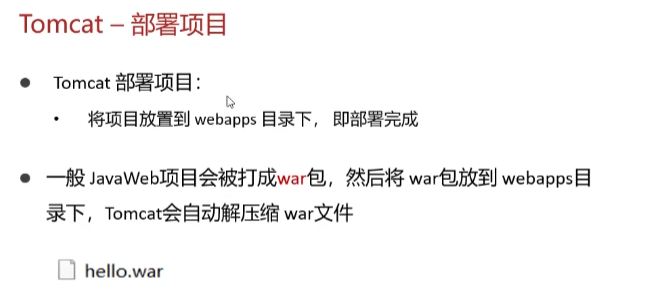 Tomcat – 部署项目
Tomcat 部署项目：
将项目放置到 webapps 目录下， 即部署完成
一般 JavaWeb项目会被打成war包，然后将 war包放到 webapps目
录下，Tomcat会自动解压缩 war文件
hello.war